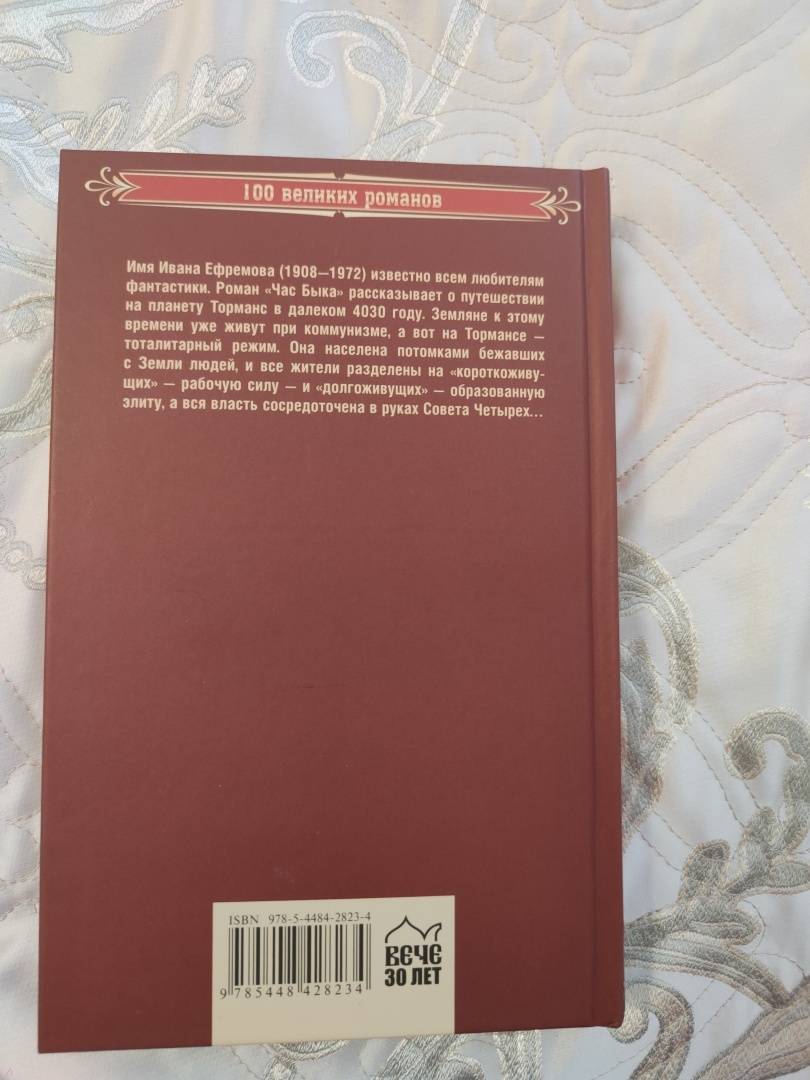 100 великих романов
Имя Ивана Ефремова (1908—1972) известно всем любителям
фантастики. Роман «Час Быка» рассказывает о путешествии
на планету Торманс в далеком 4030 году. Земляне к этому
времени уже живут при коммунизме, а вот на Тормансе —
тоталитарный режим. Она населена потомками бежавших
с Земли людей, и все жители разделены на «короткоживу-
щих» — рабочую силу — и «долгоживущих» — образованную
элиту, а вся власть сосредоточена в руках Совета Четырех...
ISBN 978-5-4484-2823-4
9 785448 428234
ВЕЧЕ
30 ЛЕТ